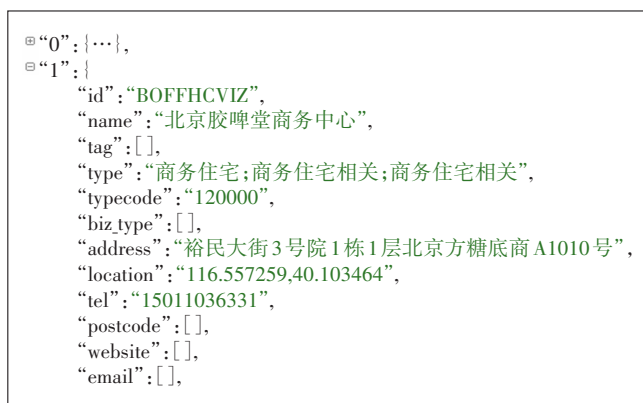 “0”:{…},
“1”:{
“id”:“BOFFHCVIZ”,
“name”:“北京胶啤堂商务中心”,
“tag”:[ ],
“type”:“商务住宅;商务住宅相关;商务住宅相关”,
“typecode”:“120000”,
“biz_type”:[ ],
“address”:“裕民大街3号院1栋1层北京方糖底商A1010号”,
“location”:“116.557259,40.103464”,
“tel”:“15011036331”,
“postcode”:[ ],
“website”:[ ],
“email”:[ ],